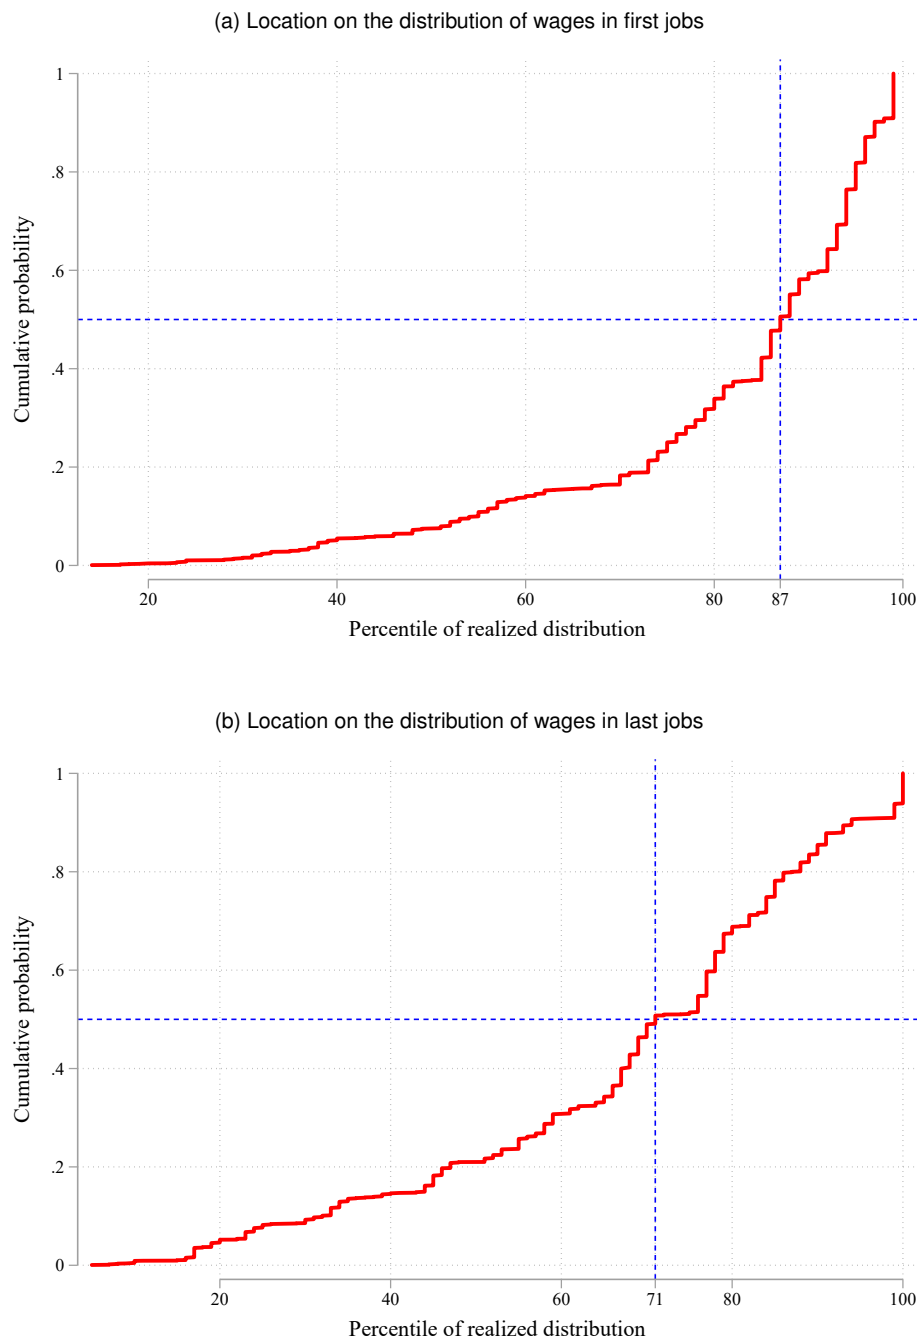 (a) Location on the distribution of wages in first jobs
1
.8
.6
.4
.2
0
Cumulative probability
20 40 60 80 87 100
Percentile of realized distribution
(b) Location on the distribution of wages in last jobs
1
.8
.6
.4
.2
0
Cumulative probability
20 40 60 71 80 100
Percentile of realized distribution